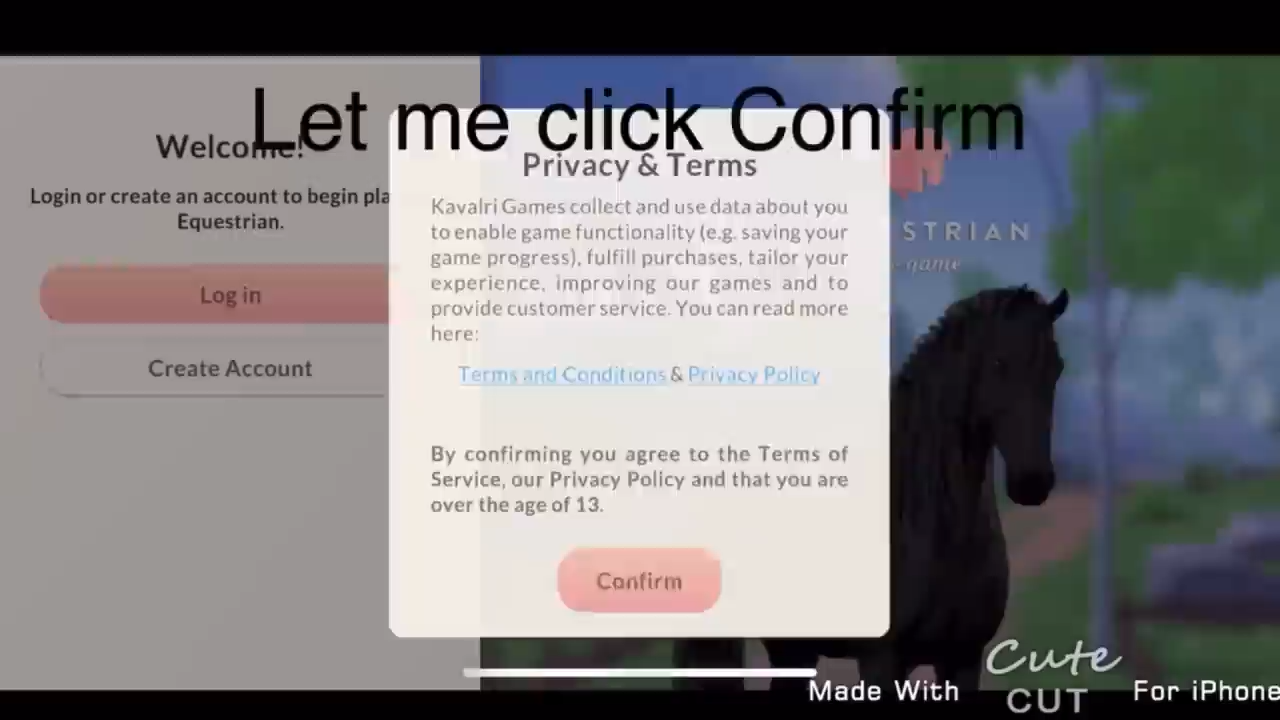 Let me click Confirm
Welcome!
Login or create an account to begin pla
Equestrian.
Log in
Create Account
Privacy & Terms
Kavalri Games collect and use data about you
to enable game functionality (e.g. saving your
game progress), fulfill purchases, tailor your
experience, improving our games and to
provide customer service. You can read more
here:
Terms and Conditions & Privacy Policy
By confirming you agree to the Terms of
Service, our Privacy Policy and that you are
over the age of 13.
Confirm
STRIAN
game
Made With Cute CUT For iPhone